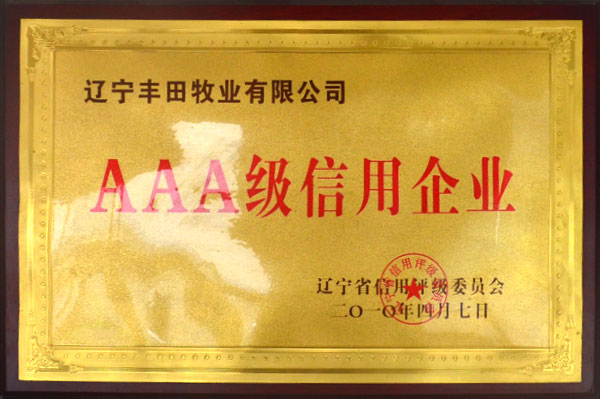 辽宁丰田牧业有限公司
AAA级信用企业
辽宁省信用评级委员会
二〇一〇年四月七日